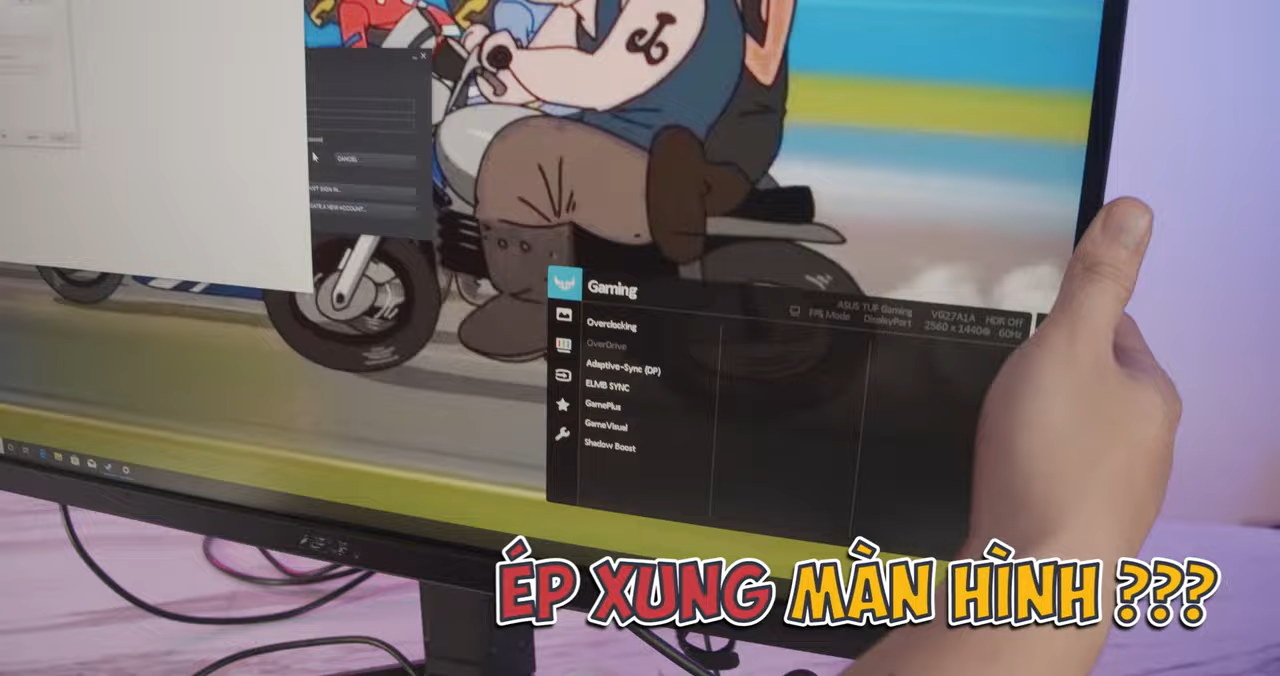 CANCEL
Gaming
ASUS TUF Gaming VG27A1A HDR Off
FPS Mode DisplayPort 2560 x 1440@ 60Hz
Overclocking
OverDrive
Adaptive-Sync (DP)
ELMB SYNC
GamePlus
GameVisual
Shadow Boost
ASUS
ÉP XUNG MÀN HÌNH ???